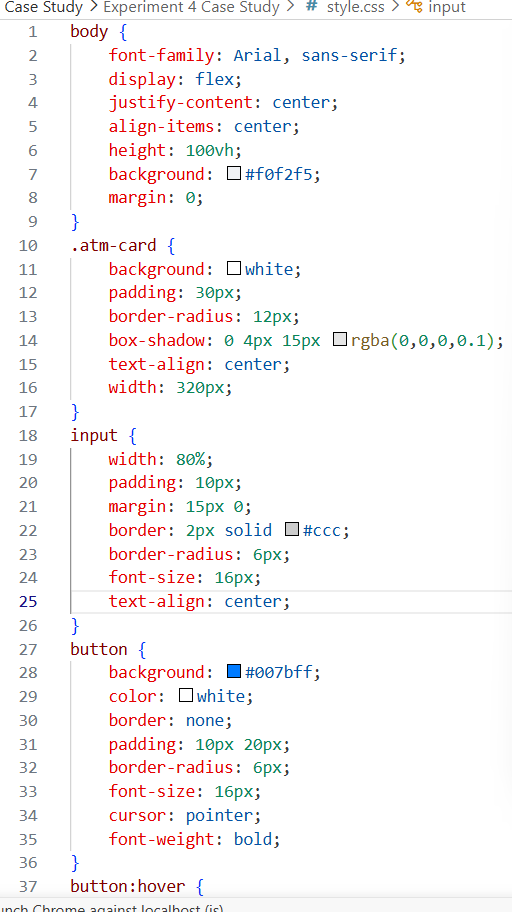 Case Study > Experiment 4 Case Study > # style.css > input
1 body {
2 font-family: Arial, sans-serif;
3 display: flex;
4 justify-content: center;
5 align-items: center;
6 height: 100vh;
7 background: #f0f2f5;
8 margin: 0;
9 }
10 .atm-card {
11 background: white;
12 padding: 30px;
13 border-radius: 12px;
14 box-shadow: 0 4px 15px rgba(0,0,0,0.1);
15 text-align: center;
16 width: 320px;
17 }
18 input {
19 width: 80%;
20 padding: 10px;
21 margin: 15px 0;
22 border: 2px solid #ccc;
23 border-radius: 6px;
24 font-size: 16px;
25 text-align: center;
26 }
27 button {
28 background: #007bff;
29 color: white;
30 border: none;
31 padding: 10px 20px;
32 border-radius: 6px;
33 font-size: 16px;
34 cursor: pointer;
35 font-weight: bold;
36 }
37 button:hover {
unch Chrome against localhost (js)